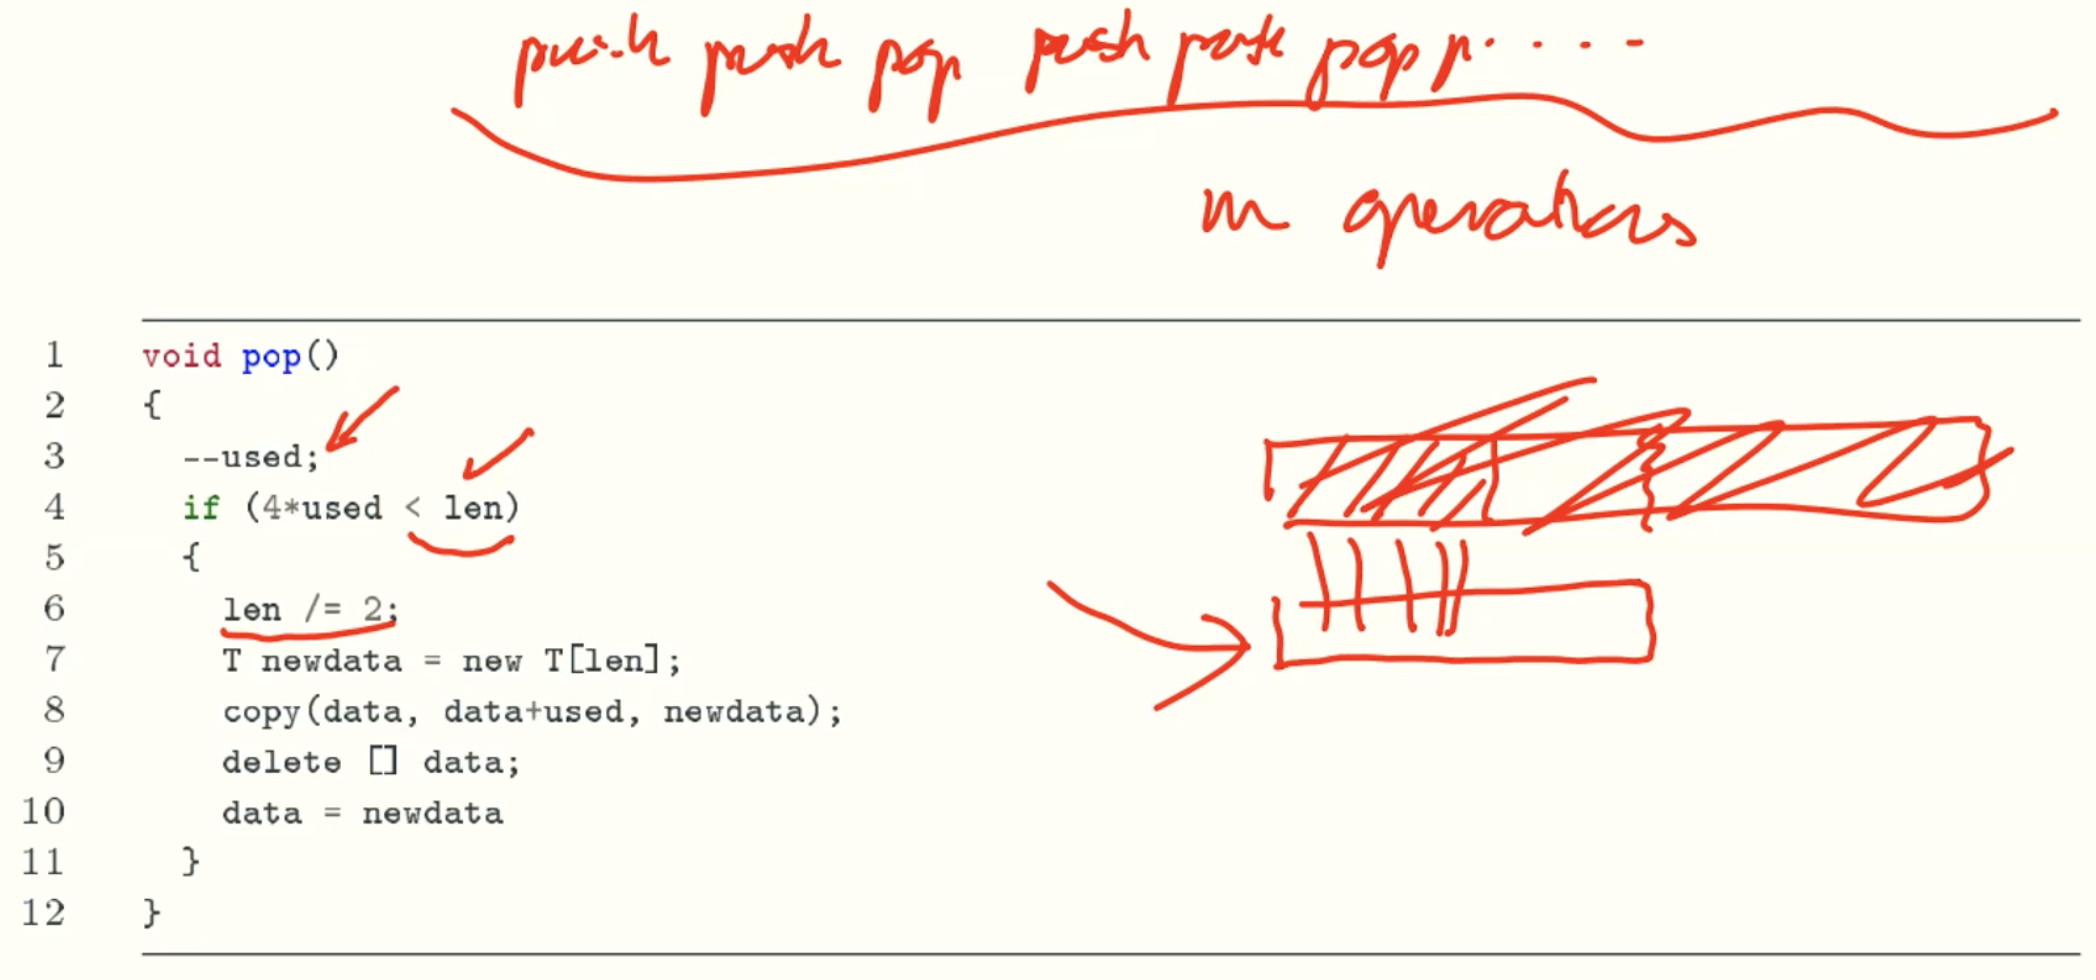 push push pop push push pop p. . . . -
m operations
1 void pop()
2 {
3 --used;
4 if (4*used < len)
5 {
6 len /= 2;
7 T newdata = new T[len];
8 copy(data, data+used, newdata);
9 delete [] data;
10 data = newdata
11 }
12 }